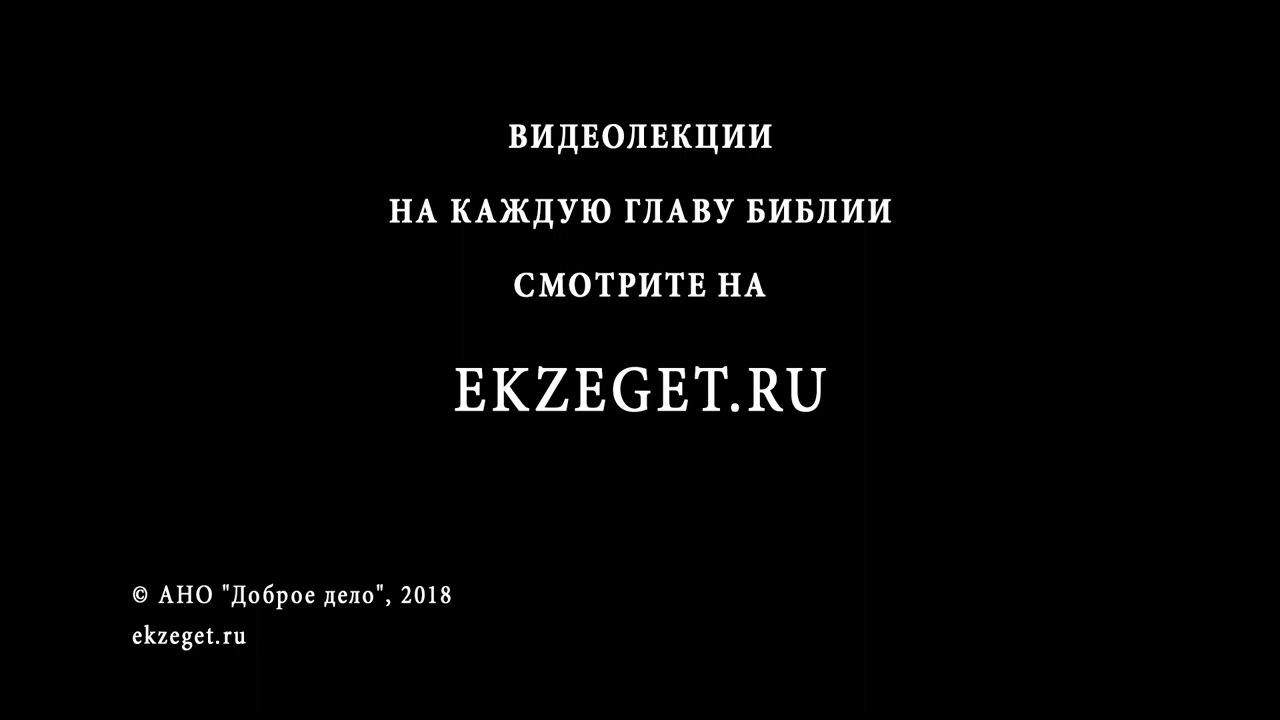 ВИДЕОЛЕКЦИИ
НА КАЖДУЮ ГЛАВУ БИБЛИИ
СМОТРИТЕ НА
EKZEGET.RU
© АНО "Доброе дело", 2018
ekzeget.ru